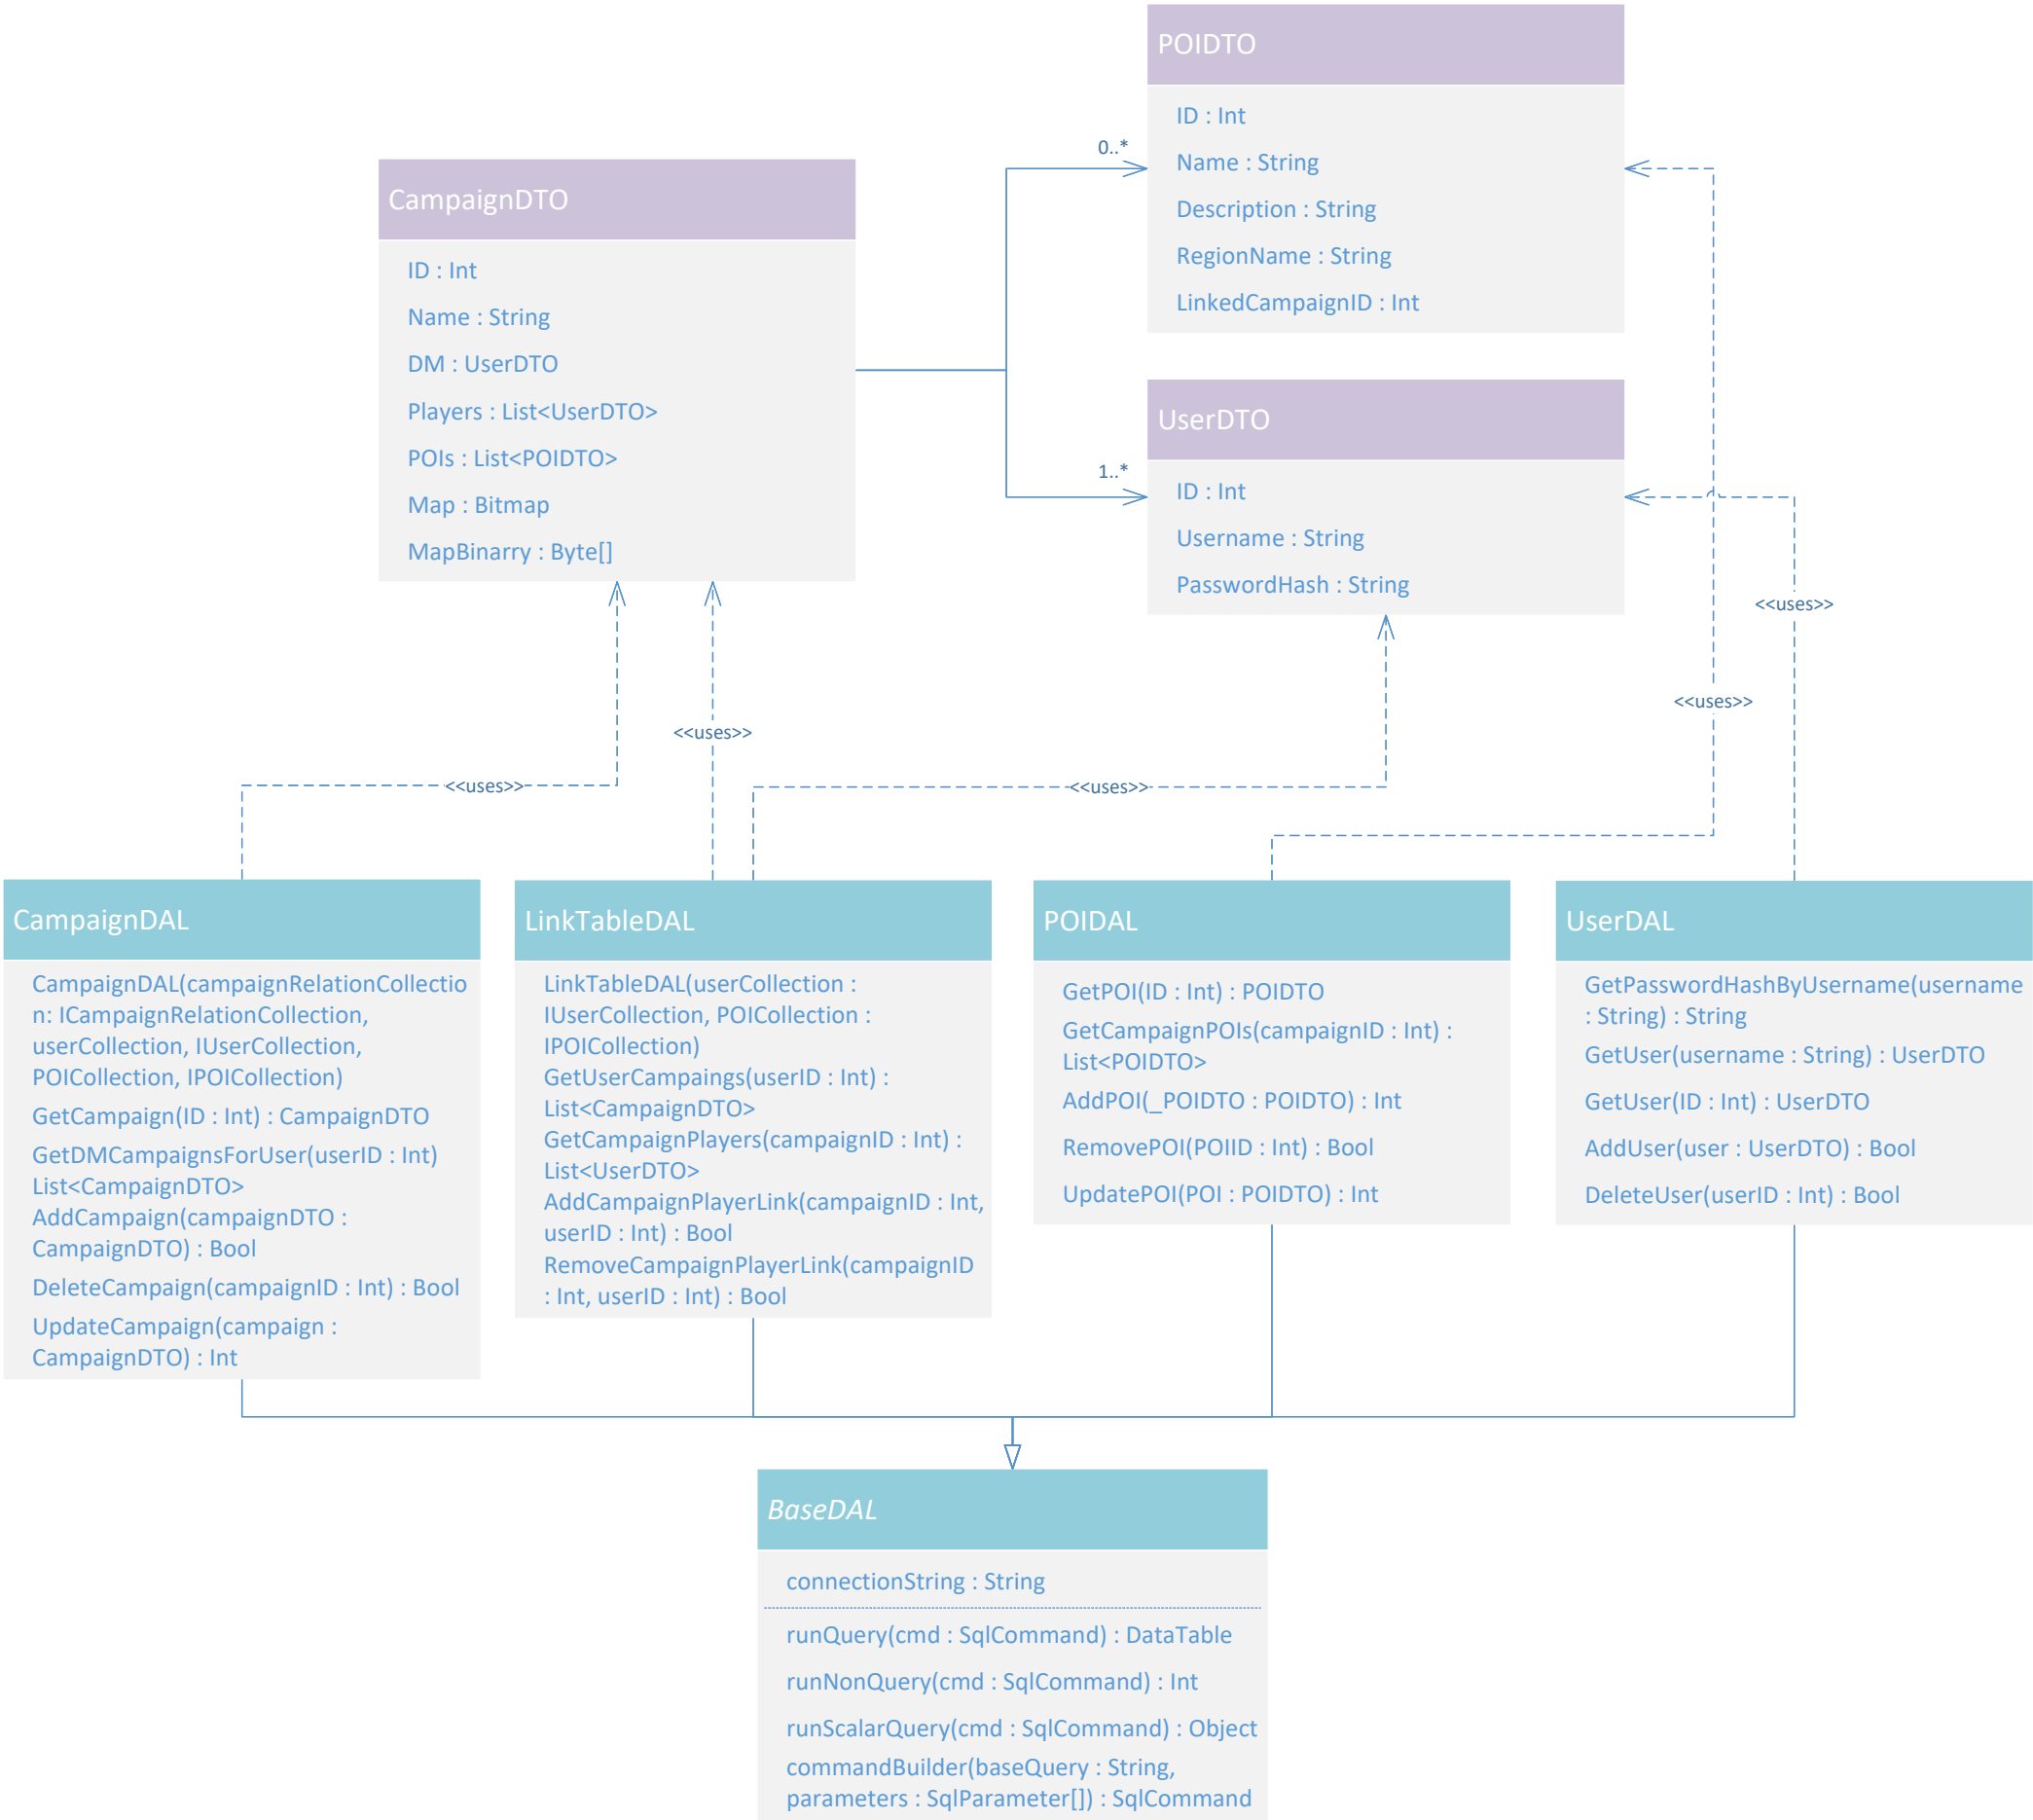 POIDTO
ID : Int
Name : String
Description : String
RegionName : String
LinkedCampaignID : Int
0..*
CampaignDTO
ID : Int
Name : String
DM : UserDTO
Players : List<UserDTO>
POIs : List<POIDTO>
Map : Bitmap
MapBinarry : Byte[]
UserDTO
1..*
ID : Int
Username : String
PasswordHash : String
<<uses>>
<<uses>>
<<uses>>
<<uses>>
<<uses>>
CampaignDAL
CampaignDAL(campaignRelationCollectio
n: ICampaignRelationCollection,
userCollection, IUserCollection,
POICollection, IPOICollection)
GetCampaign(ID : Int) : CampaignDTO
GetDMCampaignsForUser(userID : Int)
List<CampaignDTO>
AddCampaign(campaignDTO :
CampaignDTO) : Bool
DeleteCampaign(campaignID : Int) : Bool
UpdateCampaign(campaign :
CampaignDTO) : Int
LinkTableDAL
LinkTableDAL(userCollection :
IUserCollection, POICollection :
IPOICollection)
GetUserCampaings(userID : Int) :
List<CampaignDTO>
GetCampaignPlayers(campaignID : Int) :
List<UserDTO>
AddCampaignPlayerLink(campaignID : Int,
userID : Int) : Bool
RemoveCampaignPlayerLink(campaignID
: Int, userID : Int) : Bool
POIDAL
GetPOI(ID : Int) : POIDTO
GetCampaignPOIs(campaignID : Int) :
List<POIDTO>
AddPOI(_POIDTO : POIDTO) : Int
RemovePOI(POIID : Int) : Bool
UpdatePOI(POI : POIDTO) : Int
UserDAL
GetPasswordHashByUsername(username
: String) : String
GetUser(username : String) : UserDTO
GetUser(ID : Int) : UserDTO
AddUser(user : UserDTO) : Bool
DeleteUser(userID : Int) : Bool
BaseDAL
connectionString : String
runQuery(cmd : SqlCommand) : DataTable
runNonQuery(cmd : SqlCommand) : Int
runScalarQuery(cmd : SqlCommand) : Object
commandBuilder(baseQuery : String,
parameters : SqlParameter[]) : SqlCommand